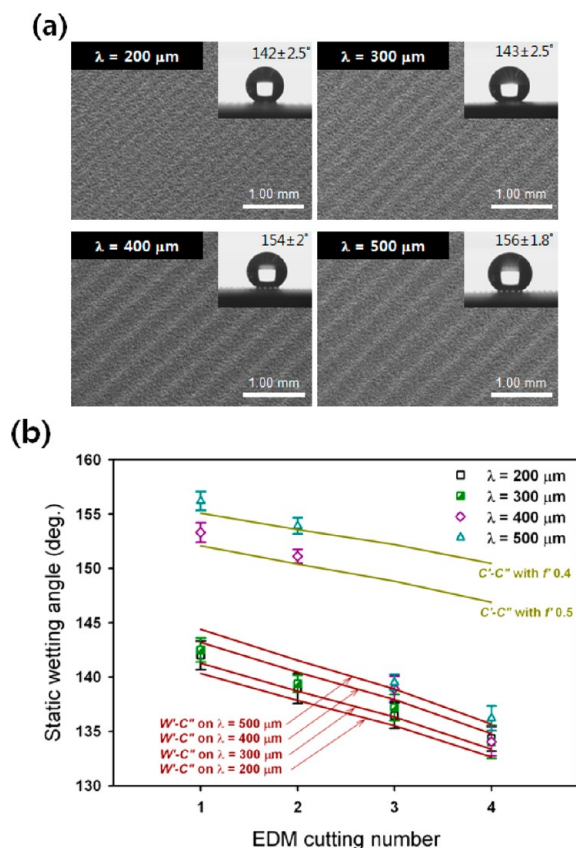 (a)
λ = 200 μm
142±2.5°
1.00 mm
λ = 300 μm
143±2.5°
1.00 mm
λ = 400 μm
154±2°
1.00 mm
λ = 500 μm
156±1.8°
1.00 mm
(b)
160
155
150
145
140
135
130
Static wetting angle (deg.)
λ = 200 μm
λ = 300 μm
λ = 400 μm
λ = 500 μm
C'-C" with f' 0.4
C'-C" with f' 0.5
W'-C" on λ = 500 μm
W'-C" on λ = 400 μm
W'-C" on λ = 300 μm
W'-C" on λ = 200 μm
1 2 3 4
EDM cutting number